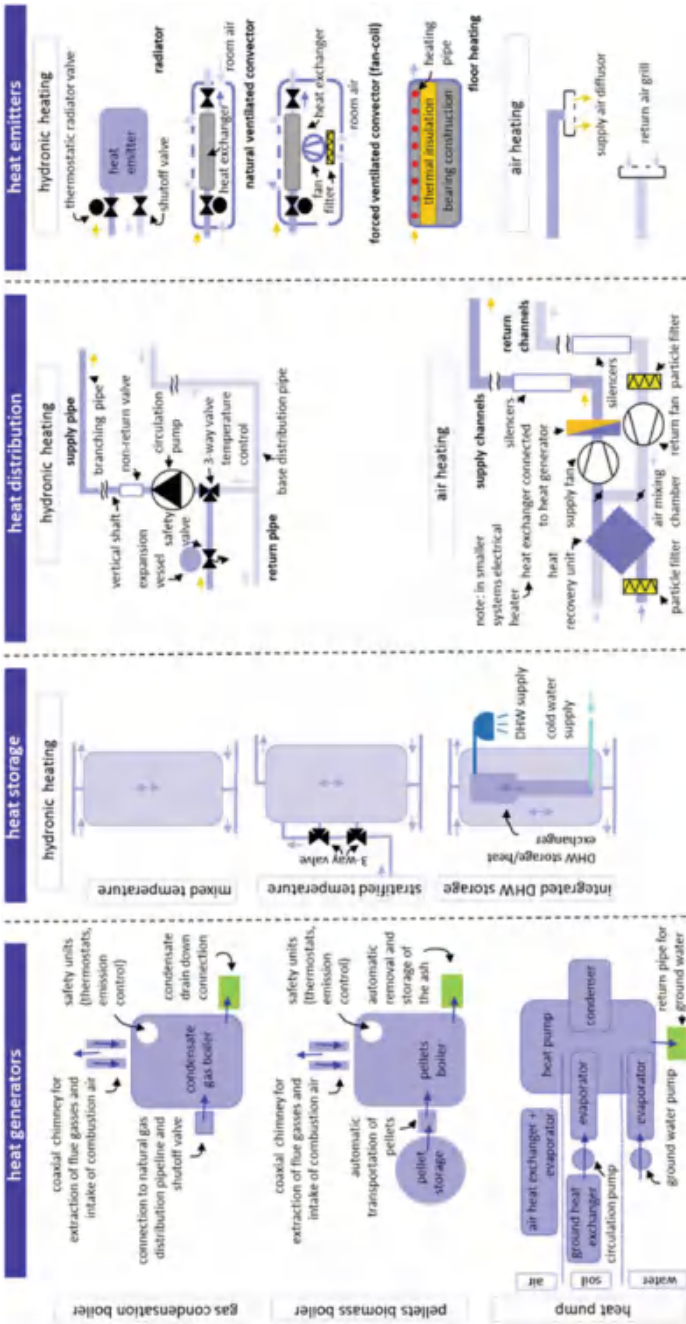 heat generators
gas condensation boiler
coaxial chimney for
extraction of flue gasses and
intake of combustion air
safety units
(thermostats,
emission
control)
connection to natural gas
distribution pipeline and
shutoff valve
condensate
gas boiler
condensate
drain down
connection
pellets biomass boiler
coaxial chimney for
extraction of flue gasses and
intake of combustion air
safety units
(thermostats,
emission
control)
automatic
transportation of
pellets
pellet
storage
pellets
boiler
automatic
removal and
storage of
the ash
heat pump
air
soil
water
air heat exchanger +
evaporator
ground heat
exchanger
circulation pump
evaporator
heat pump
condenser
evaporator
ground water pump
return pipe for
ground water
heat storage
hydronic heating
mixed temperature
stratified temperature
3-way valve
integrated DHW storage
DHW storage/heat
exchanger
DHW supply
cold water
supply
heat distribution
hydronic heating
supply pipe
branching pipe
vertical shaft
non-return valve
expansion
vessel
safety
valve
circulation
pump
3-way valve
temperature
control
return pipe
base distribution pipe
air heating
note: in smaller
systems electrical
heater
supply channels
return
channels
silencers
silencers
heat exchanger connected
to heat generator
supply fan
heat
recovery unit
air mixing
chamber
return fan
particle filter
particle filter
heat emitters
hydronic heating
thermostatic radiator valve
heat
emitter
shutoff valve
radiator
heat exchanger
room air
natural ventilated convector
fan
filter
heat exchanger
room air
forced ventilated convector (fan-coil)
thermal insulation
bearing construction
heating
pipe
floor heating
air heating
supply air diffusor
return air grill